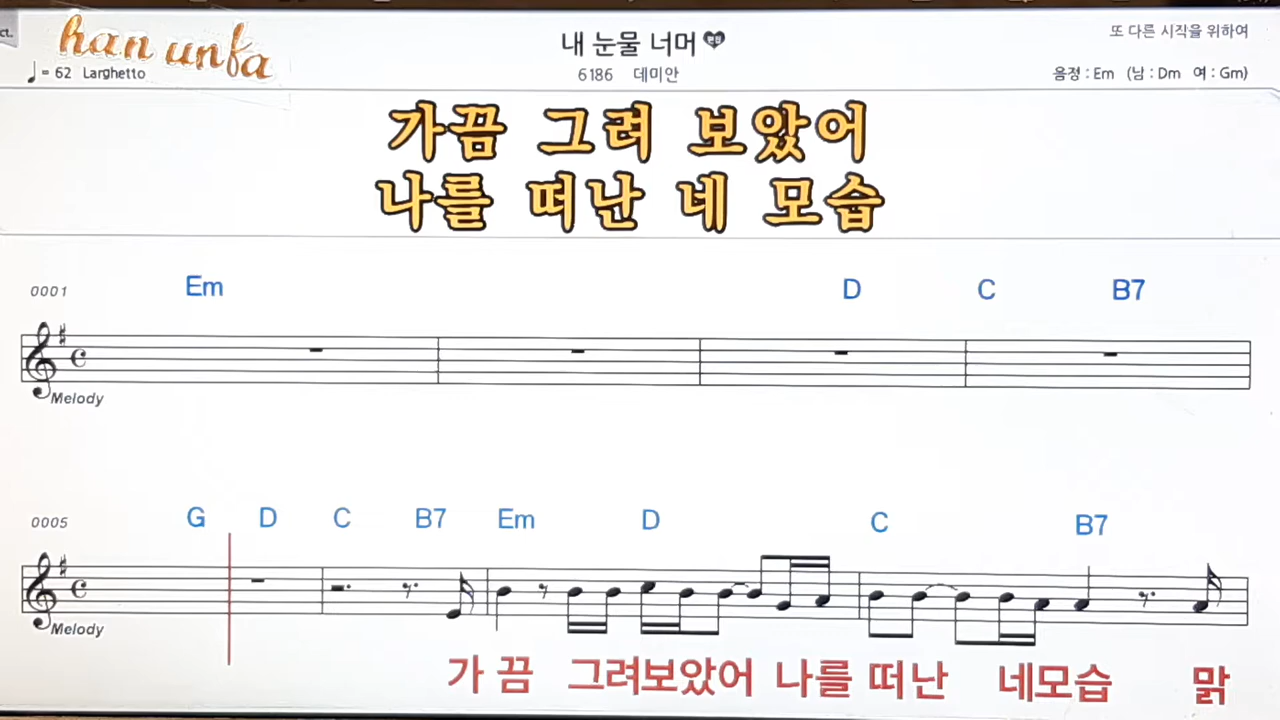 ct.
han unfa
내 눈물 너머
또 다른 시작을 위하여
♩ = 62 Larghetto
6186 데미안
음정 : Em (남 : Dm 여 : Gm)
가끔 그려 보았어
나를 떠난 네 모습
0001 Em D C B7
Melody
0005 G D C B7 Em D C B7
Melody
가 끔 그려보았어 나를 떠난 네모습 맑